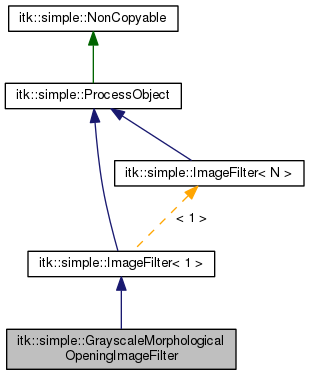 itk::simple::NonCopyable
itk::simple::ProcessObject
itk::simple::ImageFilter< N >
< 1 >
itk::simple::ImageFilter< 1 >
itk::simple::GrayscaleMorphological
OpeningImageFilter